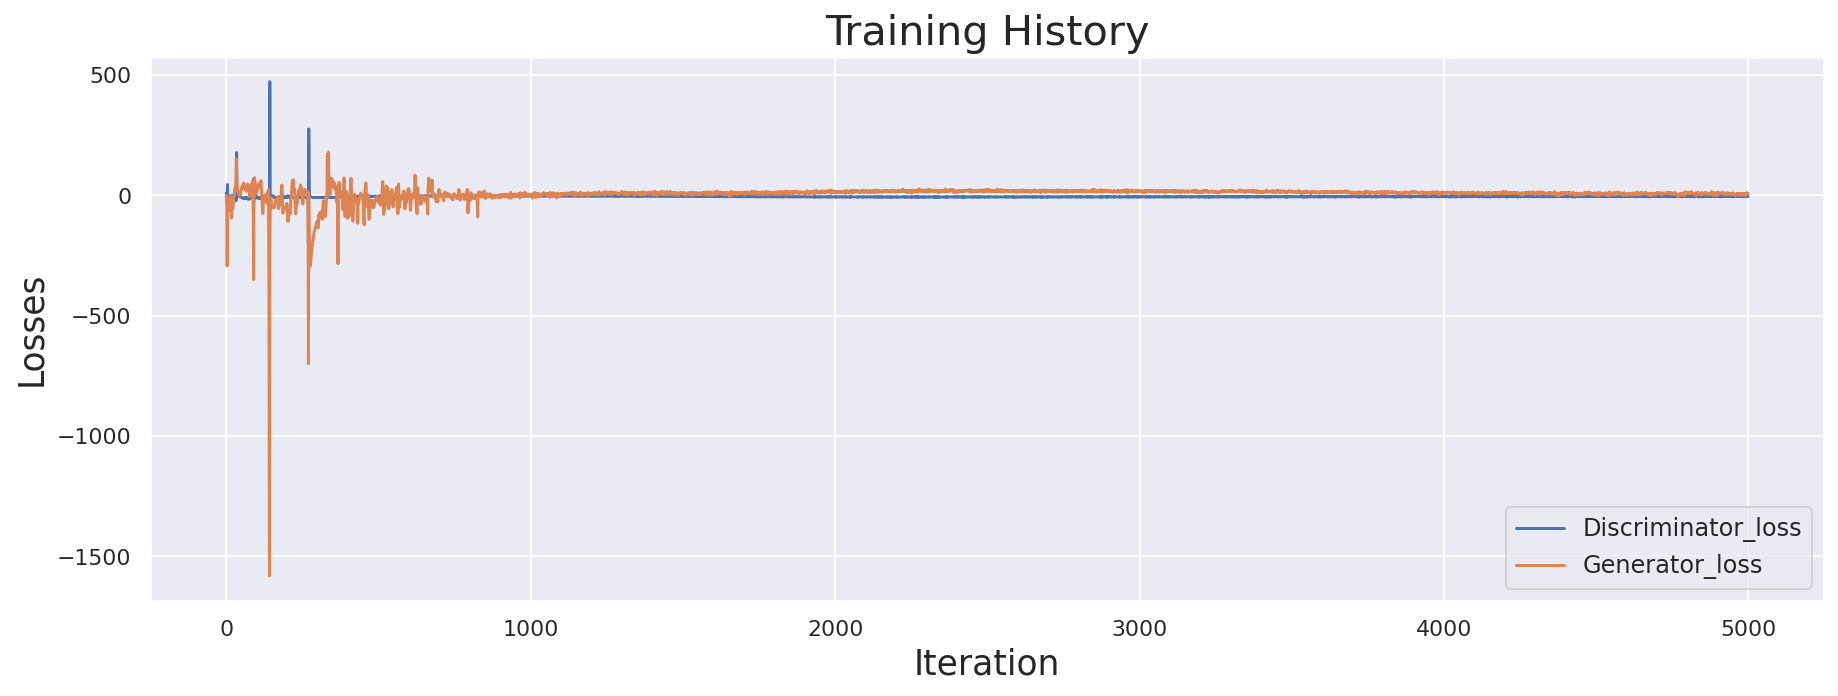 Training History
Losses
500
0
−500
−1000
−1500
Discriminator_loss
Generator_loss
0 1000 2000 3000 4000 5000
Iteration